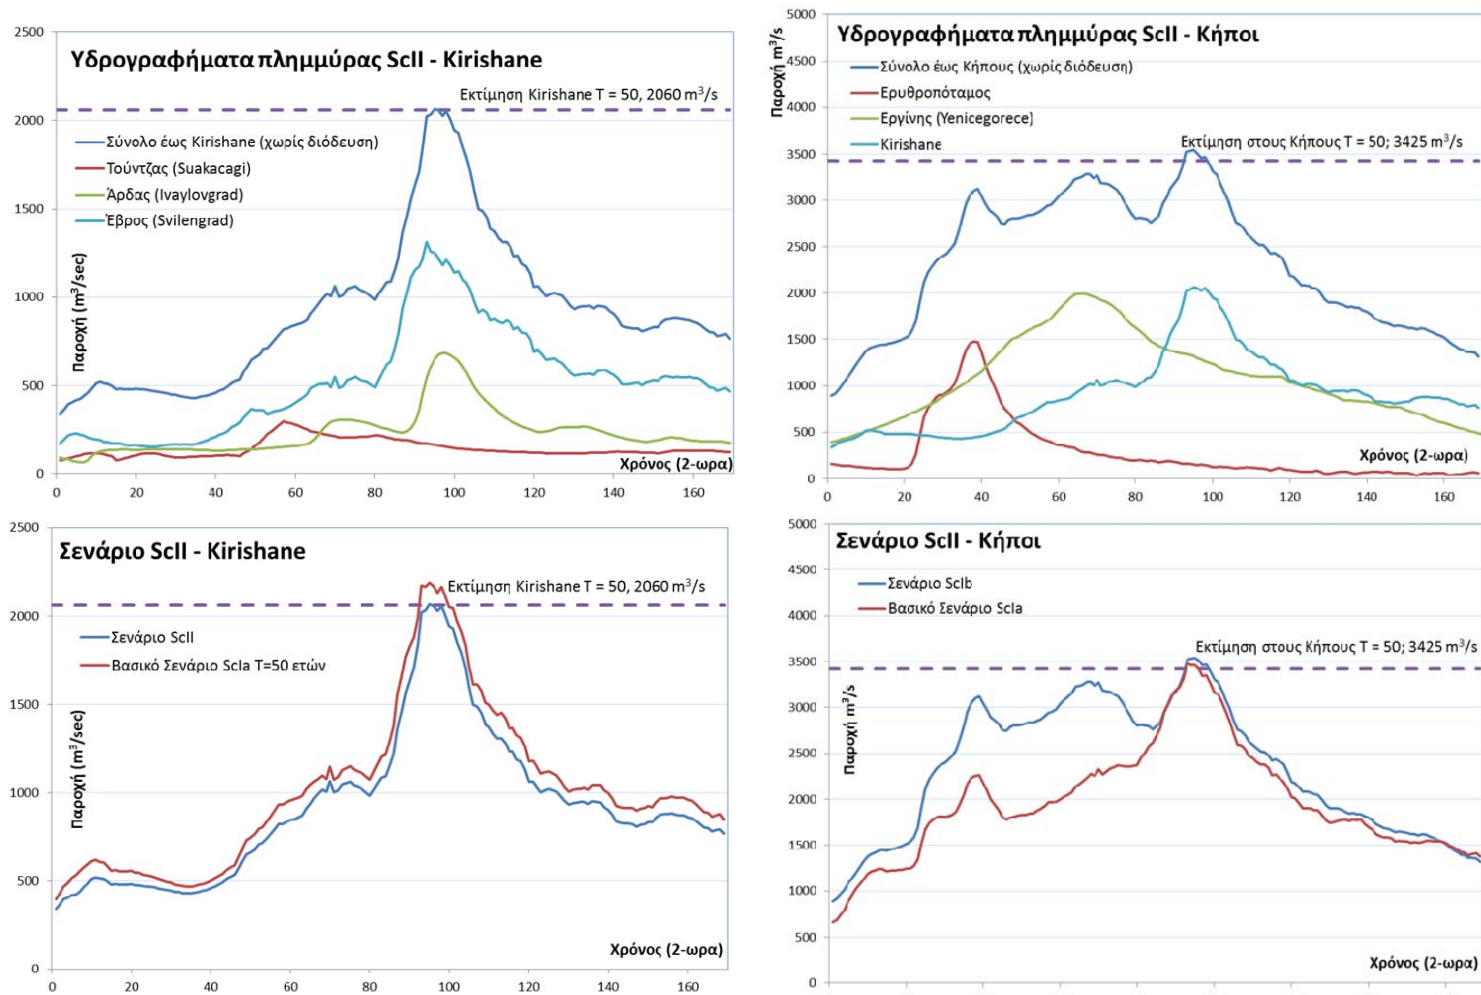 Υδρογραφήματα πλημμύρας ScII - Kirishane
Εκτίμηση Kirishane T = 50, 2060 m³/s
Σύνολο έως Kirishane (χωρίς διόδευση)
Τούντζας (Suakacagi)
Άρδας (Ivaylovgrad)
Έβρος (Svilengrad)
Παροχή (m³/sec)
Χρόνος (2-ωρα)
2500
2000
1500
1000
500
0
0 20 40 60 80 100 120 140 160
Υδρογραφήματα πλημμύρας ScII - Κήποι
Σύνολο έως Κήπους (χωρίς διόδευση)
Ερυθροπόταμος
Εργίνης (Yenicegorece)
Kirishane
Εκτίμηση στους Κήπους T = 50; 3425 m³/s
Παροχή m³/s
Χρόνος (2-ωρα)
5000
4500
4000
3500
3000
2500
2000
1500
1000
500
0
0 20 40 60 80 100 120 140 160
Σενάριο ScII - Kirishane
Εκτίμηση Kirishane T = 50, 2060 m³/s
Σενάριο ScII
Βασικό Σενάριο ScIa T=50 ετών
Παροχή (m³/sec)
Χρόνος (2-ωρα)
2500
2000
1500
1000
500
0
0 20 40 60 80 100 120 140 160
Σενάριο ScII - Κήποι
Σενάριο ScIb
Βασικό Σενάριο ScIa
Εκτίμηση στους Κήπους T = 50; 3425 m³/s
Παροχή m³/s
Χρόνος (2-ωρα)
5000
4500
4000
3500
3000
2500
2000
1500
1000
500
0